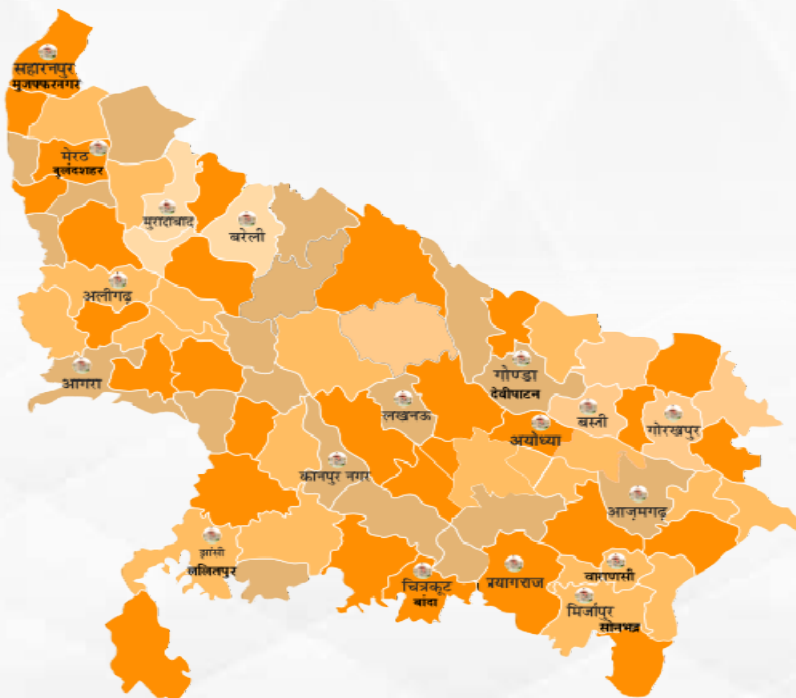 सहारनपुर
मुजफ्फरनगर
मेरठ
बुलंदशहर
मुरादाबाद
बरेली
अलीगढ़
आगरा
गोण्डा
देवीपाटन
लखनऊ
बस्ती
गोरखपुर
अयोध्या
कानपुर नगर
आज़मगढ़
झांसी
ललितपुर
चित्रकूट
बांदा
प्रयागराज
वाराणसी
मिर्जापुर
सोनभद्र